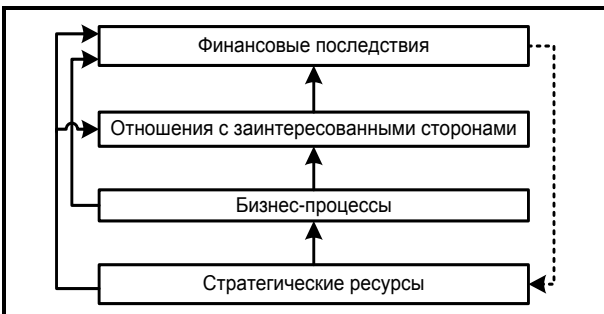 Финансовые последствия
Отношения с заинтересованными сторонами
Бизнес-процессы
Стратегические ресурсы